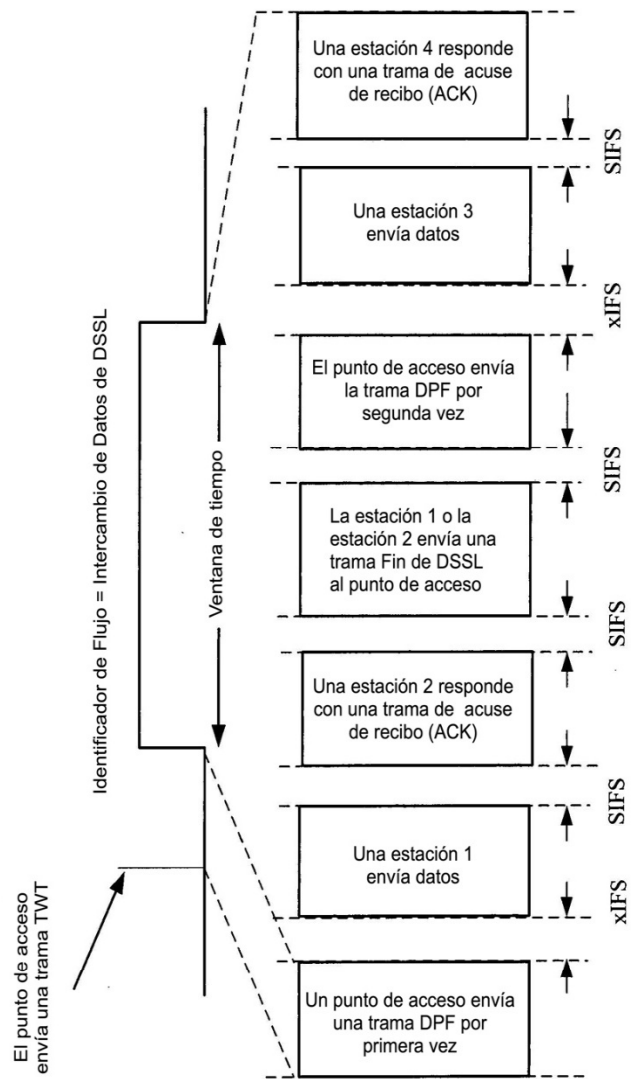 Una estación 4 responde
con una trama de acuse
de recibo (ACK)
SIFS
Una estación 3
envía datos
xIFS
El punto de acceso envía
la trama DPF por
segunda vez
SIFS
La estación 1 o la
estación 2 envía una
trama Fin de DSSL
al punto de acceso
SIFS
Una estación 2 responde
con una trama de acuse
de recibo (ACK)
SIFS
Una estación 1
envía datos
xIFS
Un punto de acceso envía
una trama DPF por
primera vez
Identificador de Flujo = Intercambio de Datos de DSSL
Ventana de tiempo
El punto de acceso
envía una trama TWT